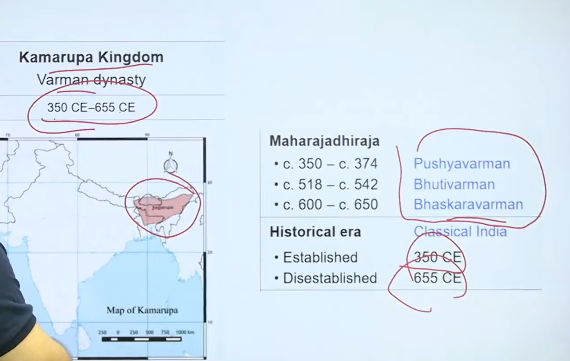 Kamarupa Kingdom
Varman dynasty
350 CE–655 CE
N
Map of Kamarupa
250 0 250 500 750 1000 km
Maharajadhiraja
• c. 350 – c. 374 Pushyavarman
• c. 518 – c. 542 Bhutivarman
• c. 600 – c. 650 Bhaskaravarman
Historical era Classical India
• Established 350 CE
• Disestablished 655 CE